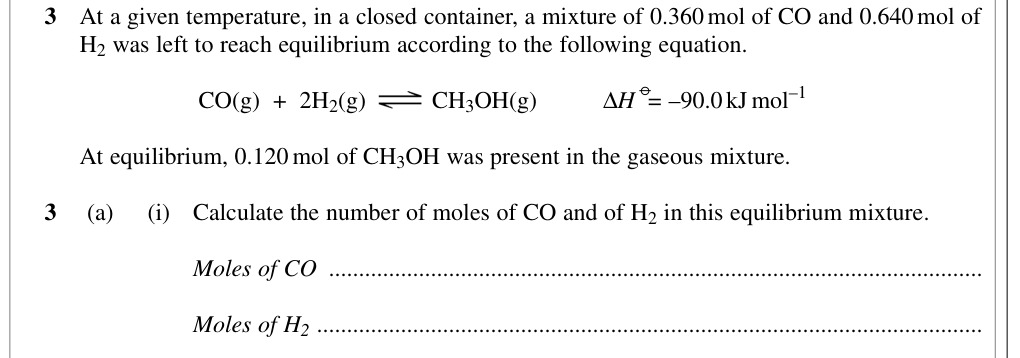 3 At a given temperature, in a closed container, a mixture of 0.360 mol of CO and 0.640 mol of
H₂ was left to reach equilibrium according to the following equation.
CO(g) + 2H₂(g) ⇌ CH₃OH(g) ΔH⦵ = –90.0 kJ mol⁻¹
At equilibrium, 0.120 mol of CH₃OH was present in the gaseous mixture.
3 (a) (i) Calculate the number of moles of CO and of H₂ in this equilibrium mixture.
Moles of CO ....................................................................................................
Moles of H₂ ....................................................................................................